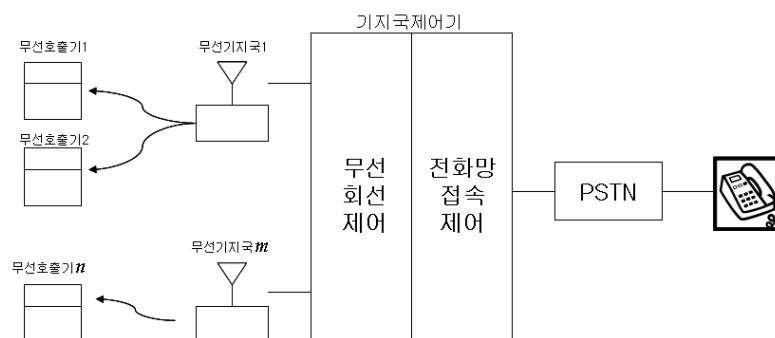 기지국제어기
무선호출기1
무선기지국1
무선호출기2
무선
회선
제어
전화망
접속
제어
PSTN
무선기지국m
무선호출기n